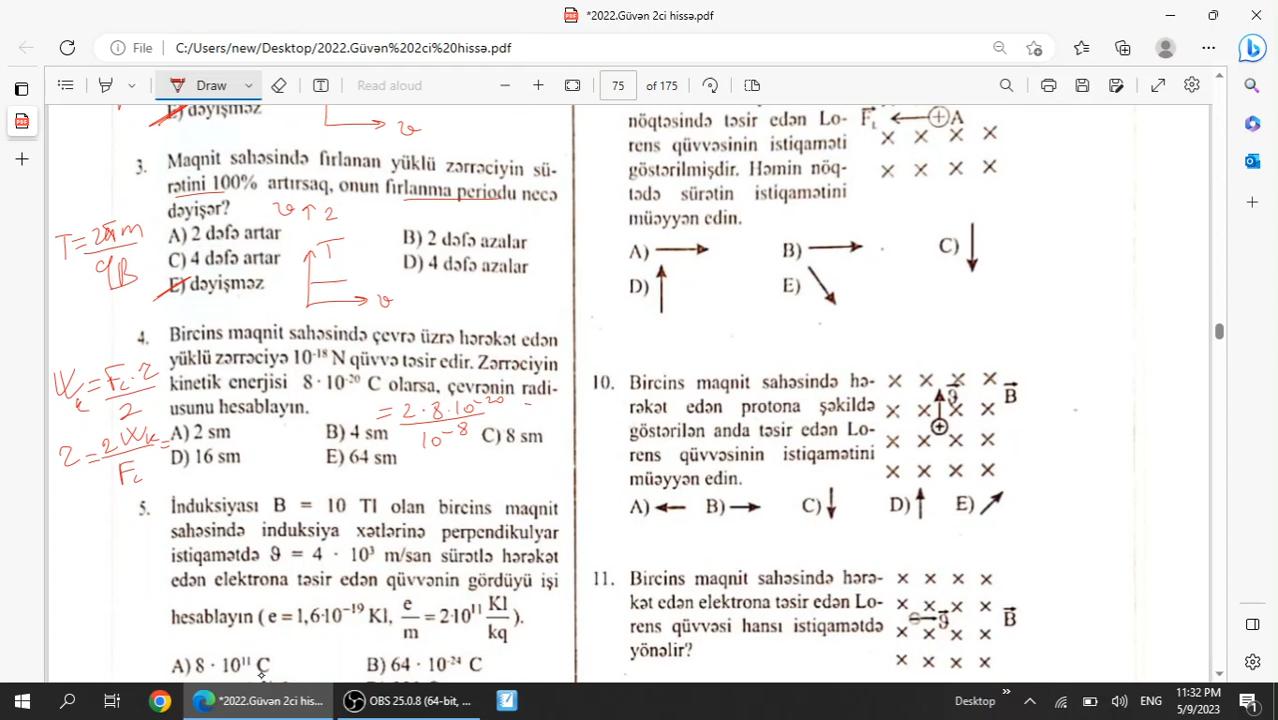 *2022.Güvən 2ci hissə.pdf
File C:/Users/new/Desktop/2022.Güvən%202ci%20hissə.pdf
Draw Read aloud 75 of 175
E) dəyişməz
v
3. Maqnit sahəsində fırlanan yüklü zərrəciyin sü-
rətini 100% artırsaq, onun fırlanma periodu necə
dəyişər? v↑2
T=2πm/qB
A) 2 dəfə artar B) 2 dəfə azalar
C) 4 dəfə artar D) 4 dəfə azalar
E) dəyişməz
T
v
4. Bircins maqnit sahəsində çevrə üzrə hərəkət edən
yüklü zərrəciyə 10⁻¹⁸ N qüvvə təsir edir. Zərrəciyin
kinetik enerjisi 8 · 10⁻²⁰ C olarsa, çevrənin radi-
usunu hesablayın.
= 2·8·10⁻²⁰/10⁻⁸ =
A) 2 sm B) 4 sm C) 8 sm
D) 16 sm E) 64 sm
5. İnduksiyası B = 10 Tl olan bircins maqnit
sahəsində induksiya xətlərinə perpendikulyar
istiqamətdə ϑ = 4 · 10³ m/san sürətlə hərəkət
edən elektrona təsir edən qüvvənin gördüyü işi
hesablayın ( e = 1,6·10⁻¹⁹ Kl, e/m = 2·10¹¹ Kl/kq ).
A) 8 · 10¹¹ C B) 64 · 10⁻²⁴ C
nöqtəsində təsir edən Lo-
rens qüvvəsinin istiqaməti
göstərilmişdir. Həmin nöq-
tədə sürətin istiqamətini
müəyyən edin.
A
A) B) C)
D) E)
10. Bircins maqnit sahəsində hə-
rəkət edən protona şəkildə
göstərilən anda təsir edən Lo-
rens qüvvəsinin istiqamətini
müəyyən edin.
ϑ B
A) B) C) D) E)
11. Bircins maqnit sahəsində hərə-
kət edən elektrona təsir edən Lo-
rens qüvvəsi hansı istiqamətdə
yönəlir?
ϑ B
*2022.Güvən 2ci his... OBS 25.0.8 (64-bit, ... Desktop ENG 11:32 PM
5/9/2023